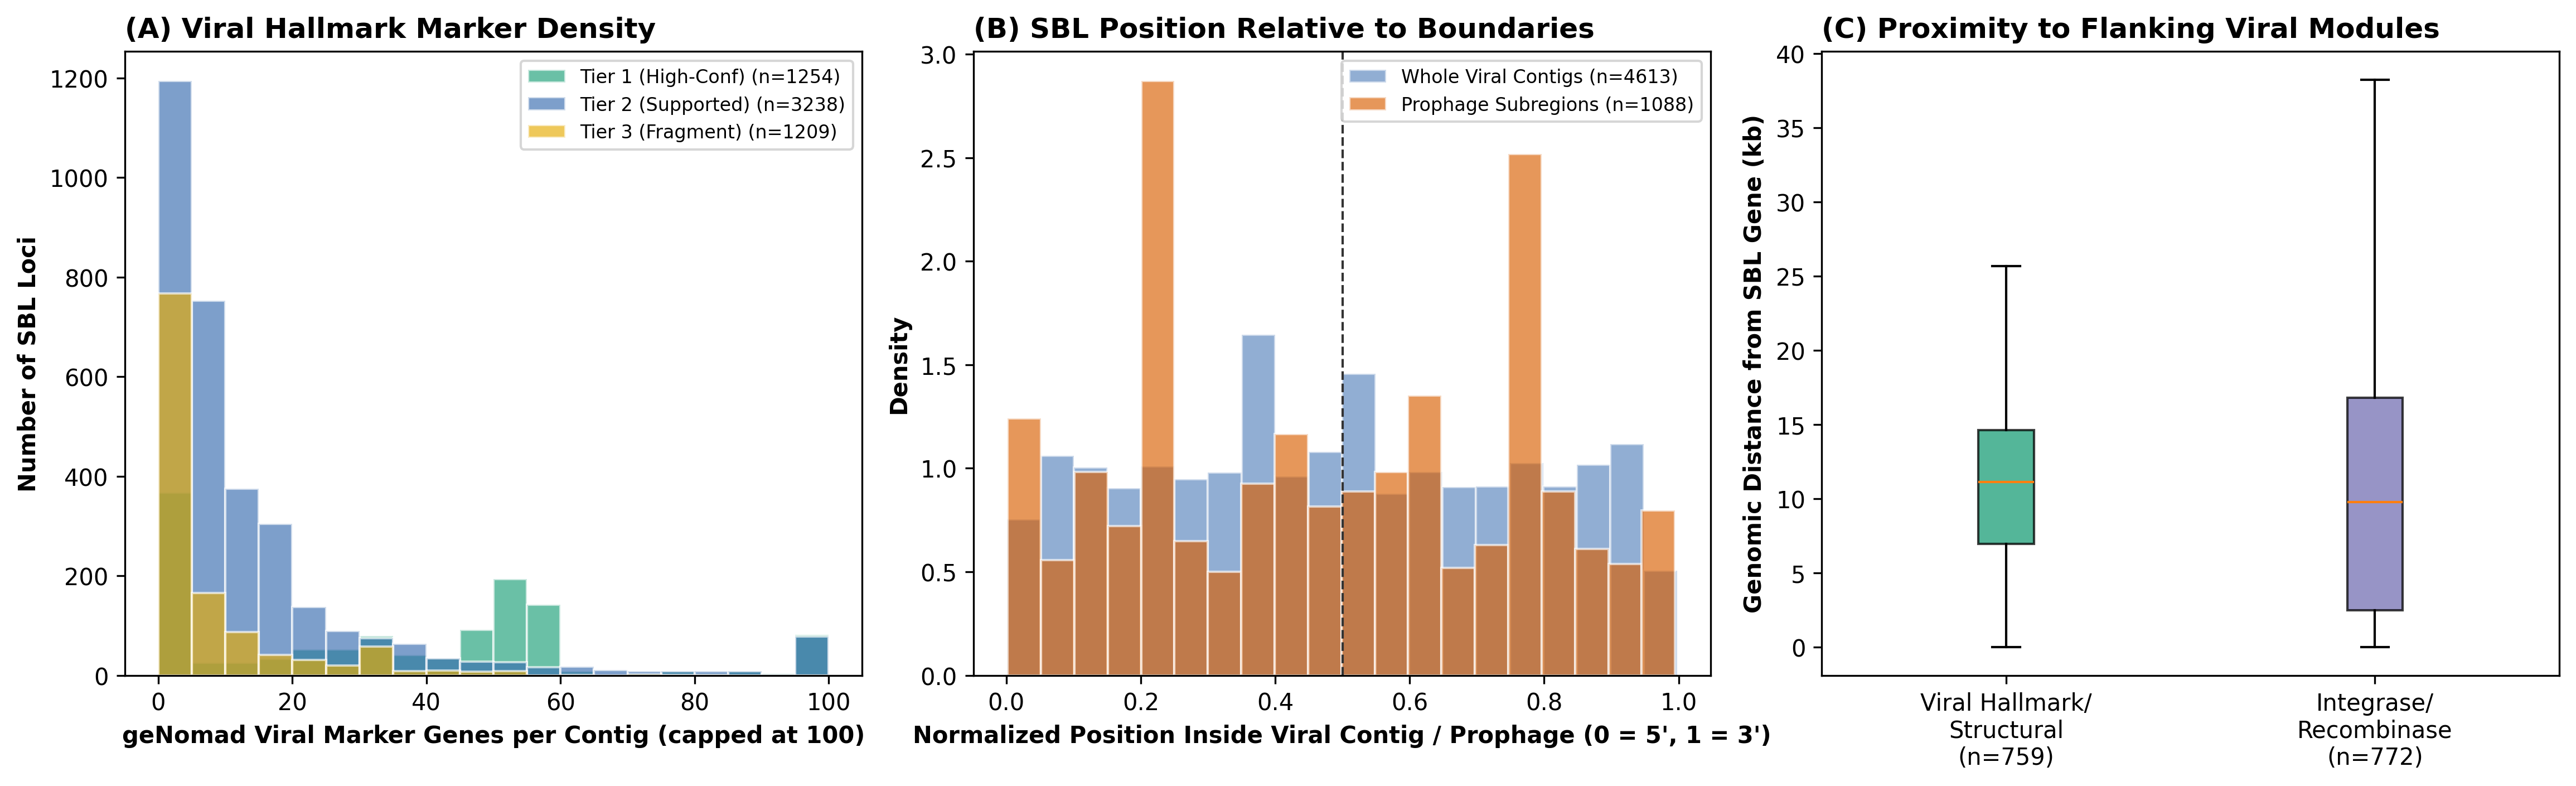 (A) Viral Hallmark Marker Density
Number of SBL Loci
1200
1000
800
600
400
200
0
0 20 40 60 80 100
geNomad Viral Marker Genes per Contig (capped at 100)
Tier 1 (High-Conf) (n=1254)
Tier 2 (Supported) (n=3238)
Tier 3 (Fragment) (n=1209)
(B) SBL Position Relative to Boundaries
Density
3.0
2.5
2.0
1.5
1.0
0.5
0.0
0.0 0.2 0.4 0.6 0.8 1.0
Normalized Position Inside Viral Contig / Prophage (0 = 5', 1 = 3')
Whole Viral Contigs (n=4613)
Prophage Subregions (n=1088)
(C) Proximity to Flanking Viral Modules
Genomic Distance from SBL Gene (kb)
40
35
30
25
20
15
10
5
0
Viral Hallmark/
Structural
(n=759)
Integrase/
Recombinase
(n=772)